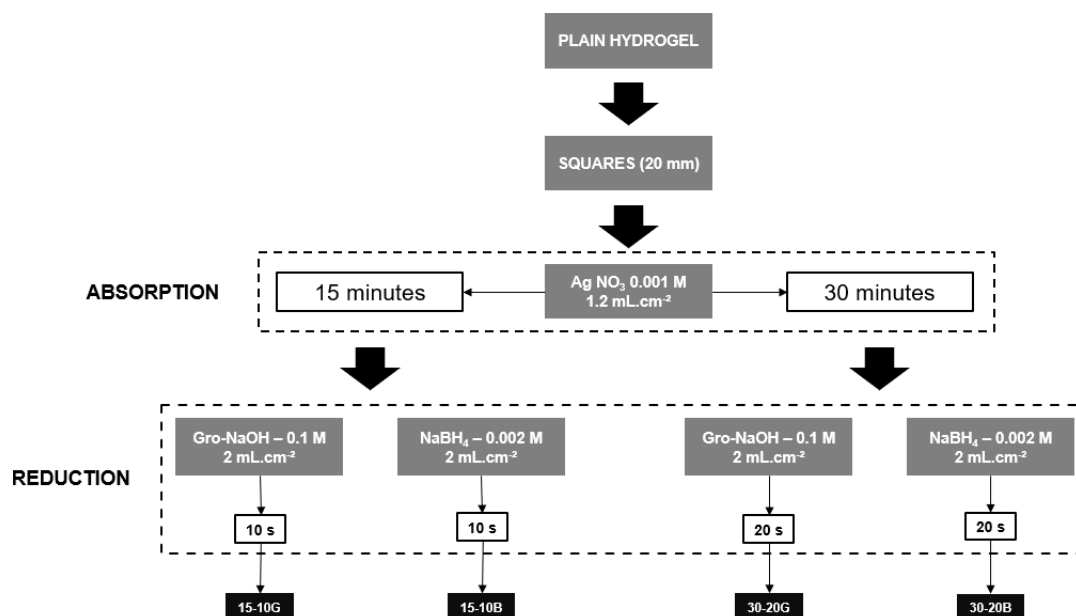 PLAIN HYDROGEL
SQUARES (20 mm)
ABSORPTION
15 minutes
Ag NO₃ 0.001 M
1.2 mL.cm⁻²
30 minutes
REDUCTION
Gro-NaOH – 0.1 M
2 mL.cm⁻²
NaBH₄ – 0.002 M
2 mL.cm⁻²
Gro-NaOH – 0.1 M
2 mL.cm⁻²
NaBH₄ – 0.002 M
2 mL.cm⁻²
10 s
10 s
20 s
20 s
15-10G
15-10B
30-20G
30-20B